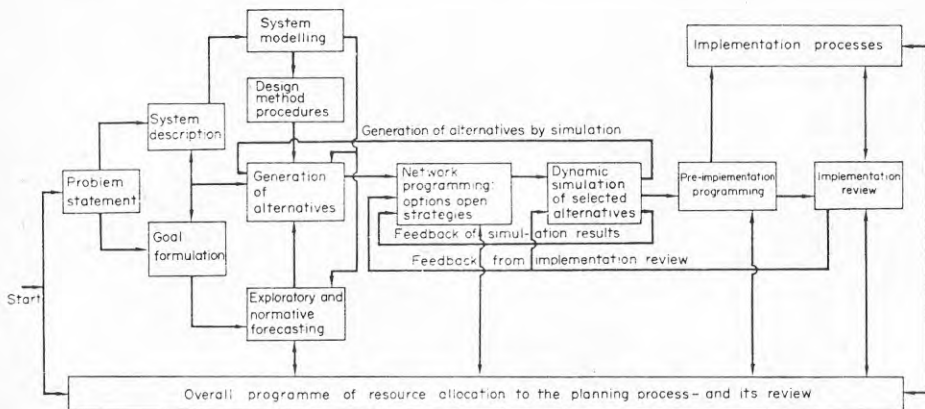 System
modelling
Implementation processes
Design
method
procedures
System
description
Generation of alternatives by simulation
Problem
statement
Generation
of
alternatives
Network
programming:
options open
strategies
Dynamic
simulation
of selected
alternatives
Pre-implementation
programming
Implementation
review
Goal
formulation
Feedback of simul-ation results
Feedback from implementation review
Start
Exploratory and
normative
forecasting
Overall programme of resource allocation to the planning process- and its review